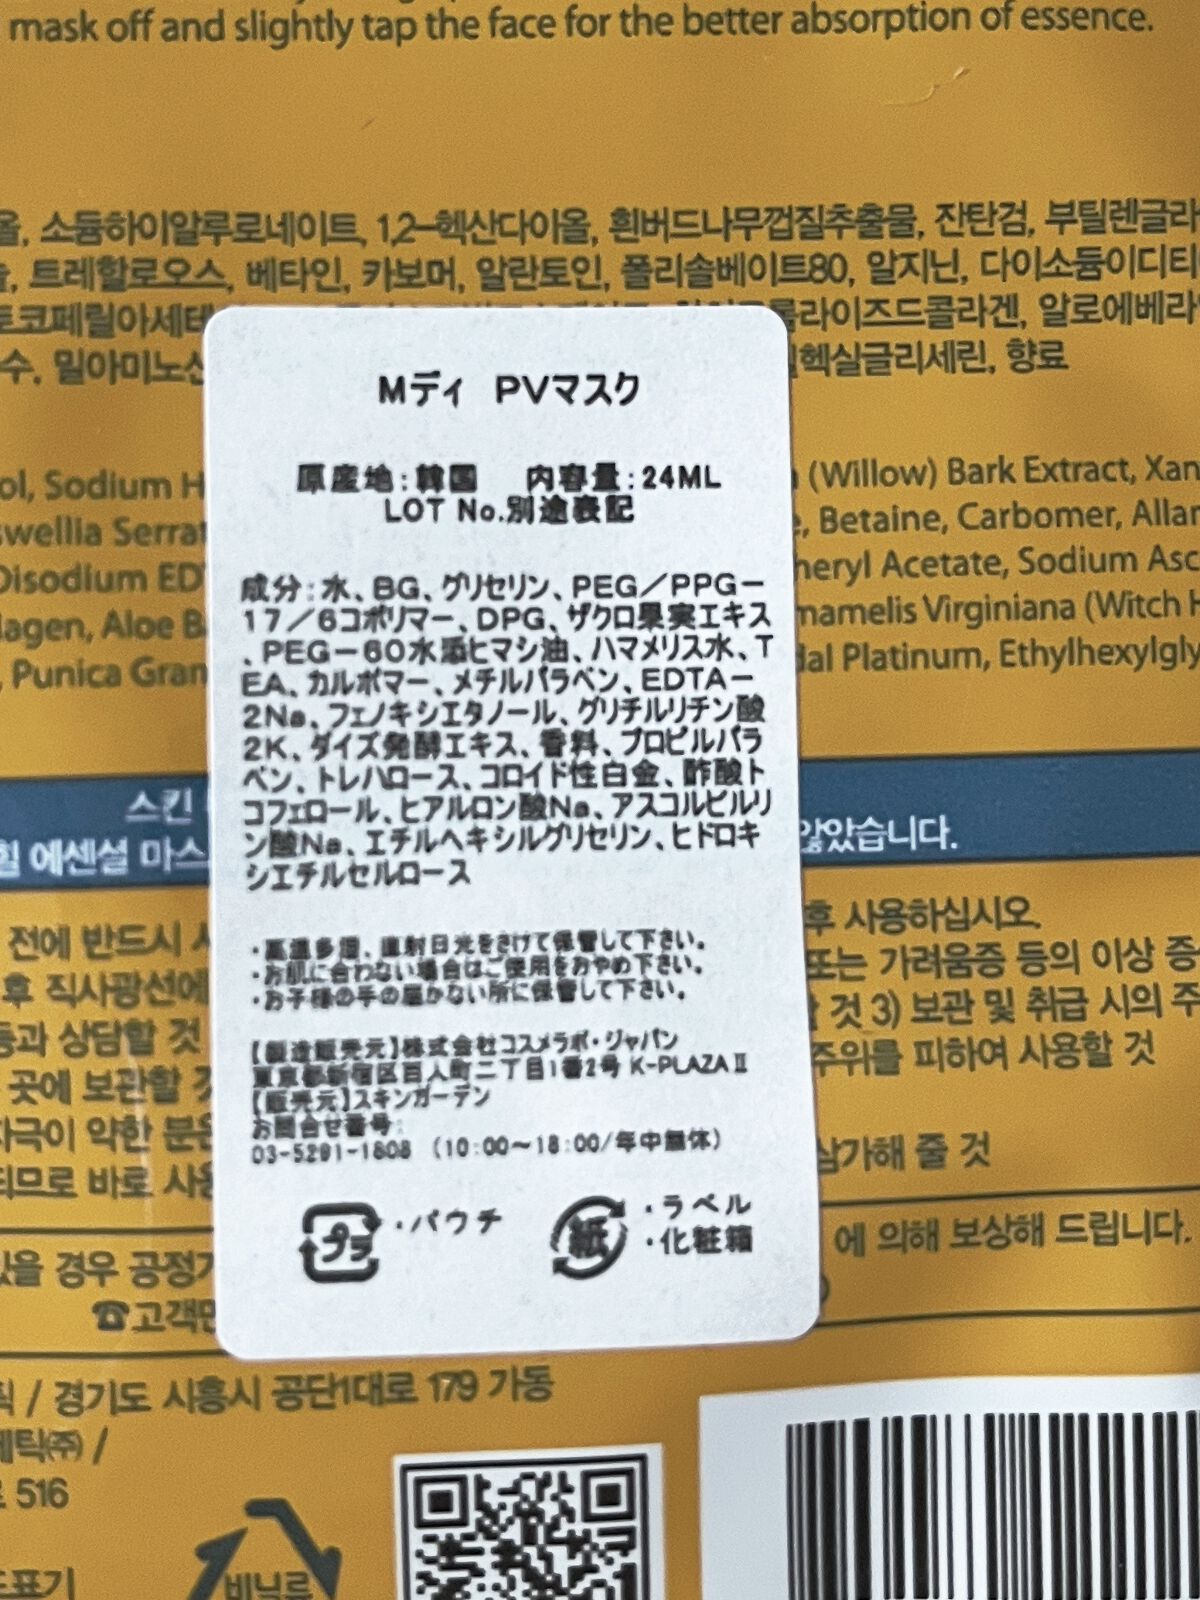 mask off and slightly tap the face for the better absorption of essence.
올, 소듐하이알루로네이트, 1,2-헥산다이올, 흰버드나무껍질추출물, 잔탄검, 부틸렌글라
트레할로오스, 베타인, 카보머, 알란토인, 폴리솔베이트80, 알지닌, 다이소듐이디티
토코페릴아세테 롤라이즈드콜라겐, 알로에베라
수, 밀아미노산 헥실글리세린, 향료
ol, Sodium H (Willow) Bark Extract, Xan
swellia Serrat e, Betaine, Carbomer, Allan
Disodium ED heryl Acetate, Sodium Asc
lagen, Aloe B mamelis Virginiana (Witch H
, Punica Gran dal Platinum, Ethylhexylgly
Mディ PVマスク
原産地:韓国 内容量:24ML
LOT No.別途表記
成分:水、BG、グリセリン、PEG/PPG-
17/6コポリマー、DPG、ザクロ果実エキス
、PEG-60水添ヒマシ油、ハマメリス水、T
EA、カルボマー、メチルパラベン、EDTA-
2Na、フェノキシエタノール、グリチルリチン酸
2K、ダイズ発酵エキス、香料、プロピルパラ
ベン、トレハロース、コロイド性白金、酢酸ト
コフェロール、ヒアルロン酸Na、アスコルビルリ
ン酸Na、エチルヘキシルグリセリン、ヒドロキ
シエチルセルロース
・高温多湿、直射日光をさけて保管して下さい。
・お肌に合わない場合はご使用をおやめ下さい。
・お子様の手の届かない所に保管して下さい。
【製造販売元】株式会社コスメラボ・ジャパン
東京都新宿区百人町二丁目1番2号 K-PLAZAⅡ
【販売元】スキンガーデン
お問合せ番号:
03-5291-1808 (10:00~18:00/年中無休)
プラ ・パウチ
紙 ・ラベル
・化粧箱
스킨
힐 에센셜 마스 않았습니다.
전에 반드시 사 후 사용하십시오.
후 직사광선에 또는 가려움증 등의 이상 증
등과 상담할 것 할 것 3) 보관 및 취급 시의 주
곳에 보관할 것 주위를 피하여 사용할 것
자극이 약한 분은 삼가해 줄 것
되므로 바로 사용
있을 경우 공정거 에 의해 보상해 드립니다.
☎고객만
/ 경기도 시흥시 공단1대로 179 가동
메틱㈜ /
516
도표기
비닐류